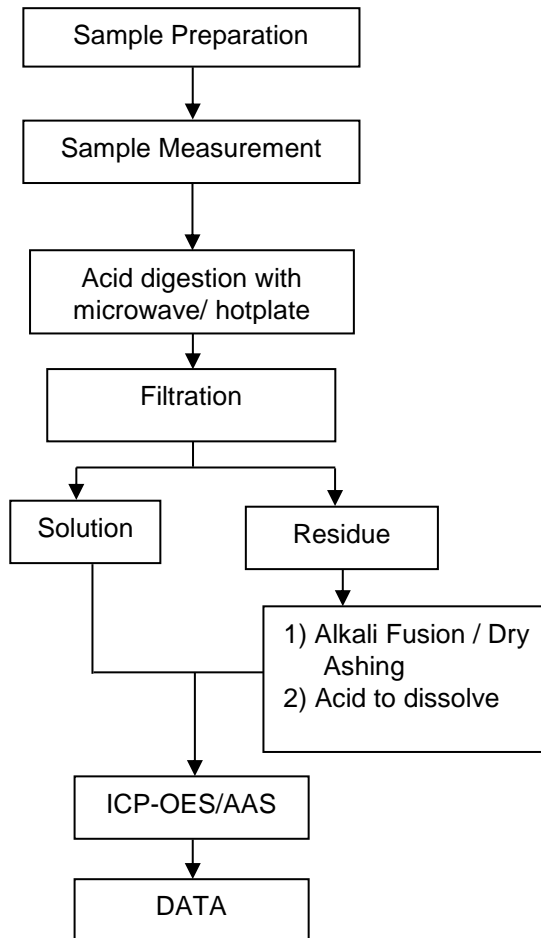 Sample Preparation
Sample Measurement
Acid digestion with
microwave/ hotplate
Filtration
Solution
Residue
1) Alkali Fusion / Dry
Ashing
2) Acid to dissolve
ICP-OES/AAS
DATA